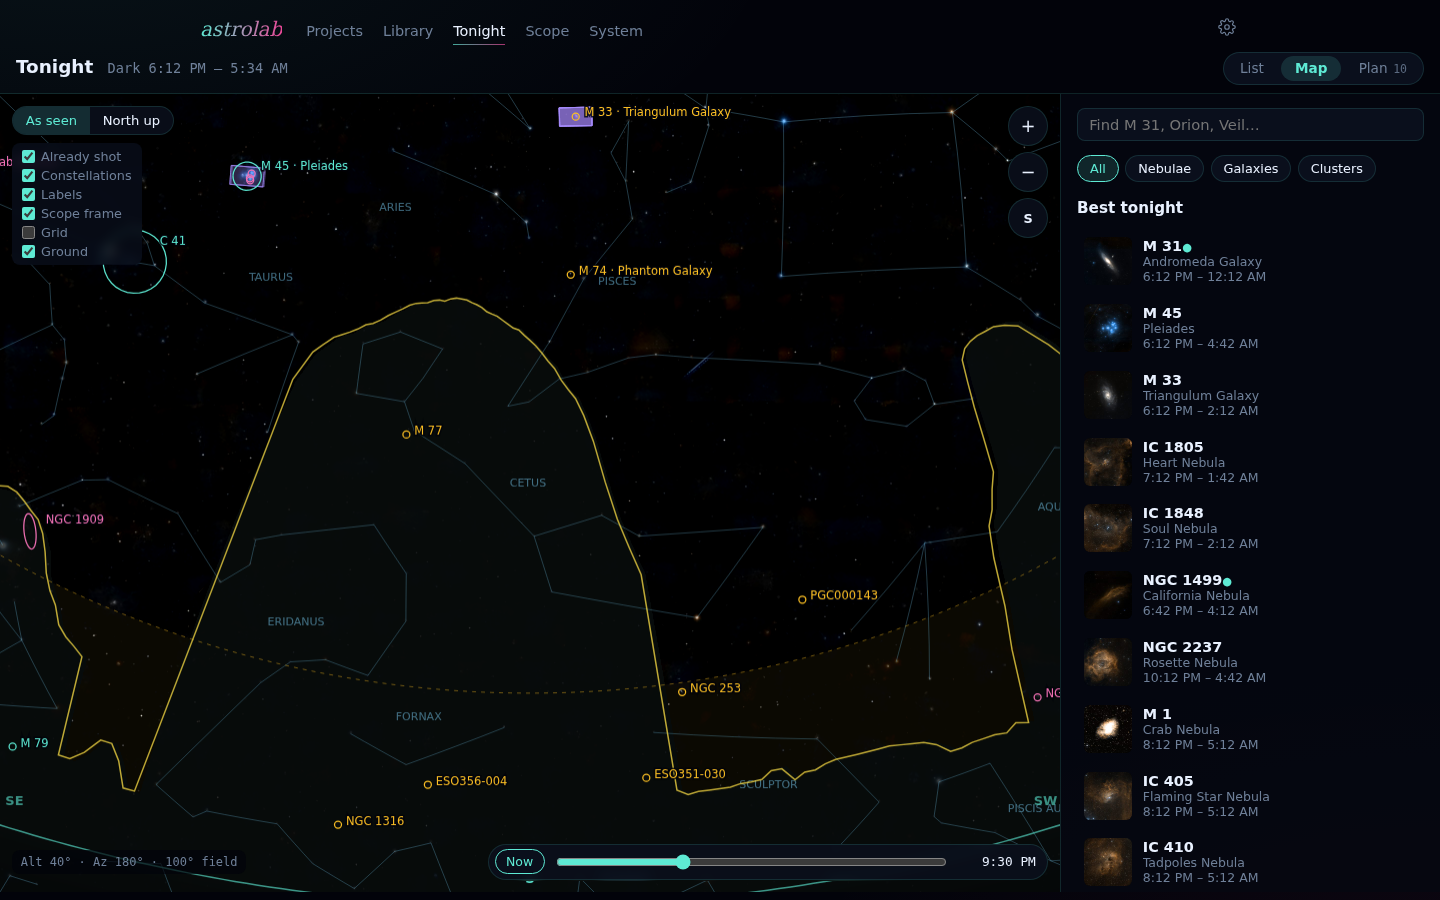 astrolab Projects Library Tonight Scope System
Tonight Dark 6:12 PM — 5:34 AM
List Map Plan 10
As seen North up
Already shot
Constellations
Labels
Scope frame
Grid
Ground
M 33 · Triangulum Galaxy
M 45 · Pleiades
ARIES
C 41
TAURUS
M 74 · Phantom Galaxy
PISCES
M 77
CETUS
NGC 1909
AQU
PGC000143
ERIDANUS
NGC 253
NG
FORNAX
M 79
ESO356-004
ESO351-030
SCULPTOR
SE
SW
PISCIS AU
NGC 1316
Alt 40° · Az 180° · 100° field
Now 9:30 PM
+
−
S
Find M 31, Orion, Veil...
All Nebulae Galaxies Clusters
Best tonight
M 31
Andromeda Galaxy
6:12 PM – 12:12 AM
M 45
Pleiades
6:12 PM – 4:42 AM
M 33
Triangulum Galaxy
6:12 PM – 2:12 AM
IC 1805
Heart Nebula
7:12 PM – 1:42 AM
IC 1848
Soul Nebula
7:12 PM – 2:12 AM
NGC 1499
California Nebula
6:42 PM – 4:12 AM
NGC 2237
Rosette Nebula
10:12 PM – 4:42 AM
M 1
Crab Nebula
8:12 PM – 5:12 AM
IC 405
Flaming Star Nebula
8:12 PM – 5:12 AM
IC 410
Tadpoles Nebula
8:12 PM – 5:12 AM